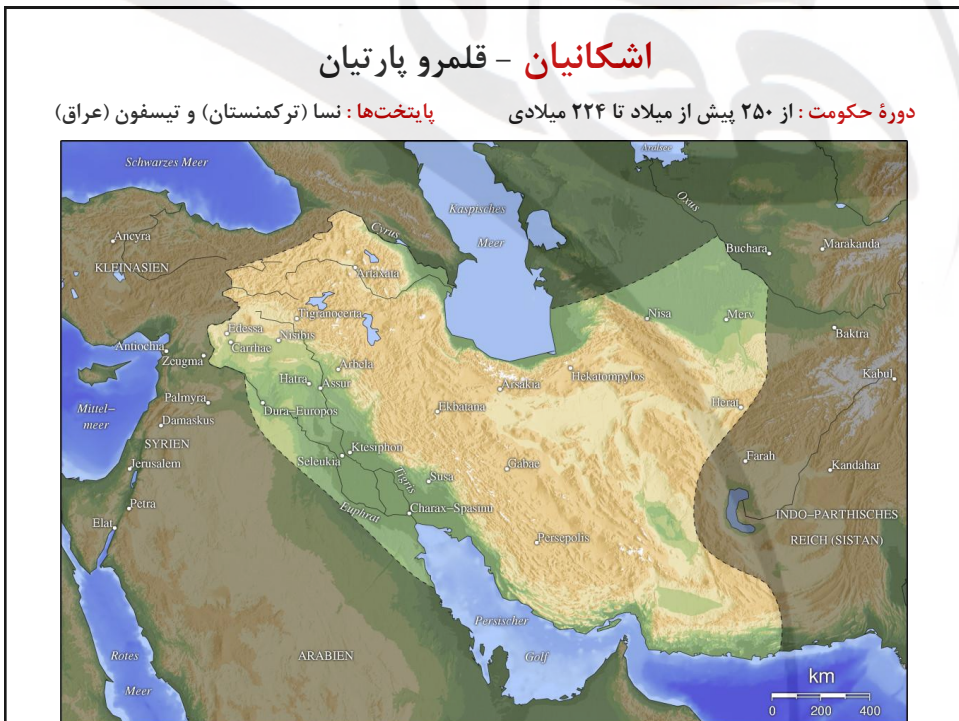 اشکانیان - قلمرو پارتیان
دورهٔ حکومت : از ۲۵۰ پیش از میلاد تا ۲۲۴ میلادی
پایتخت‌ها : نسا (ترکمنستان) و تیسفون (عراق)
Schwarzes Meer
Aralsee
Oxus
Kaspisches
Meer
Cyrus
Ancyra
KLEINASIEN
Buchara
Marakanda
Artaxata
Tigranocerta
Nisa
Merv
Edessa
Nisibis
Carrhae
Baktra
Antiochia
Zeugma
Arbela
Hatra
Assur
Arsakia
Hekatompylos
Kabul
Palmyra
Dura-Europos
Ekbatana
Herat
Mittel-
meer
Damaskus
SYRIEN
Jerusalem
Ktesiphon
Seleukia
Tigris
Susa
Gabae
Farah
Kandahar
Petra
Elat
Euphrat
Charax-Spasinu
Persepolis
INDO-PARTHISCHES
REICH (SISTAN)
Persischer
Golf
Rotes
Meer
ARABIEN
km
0 200 400